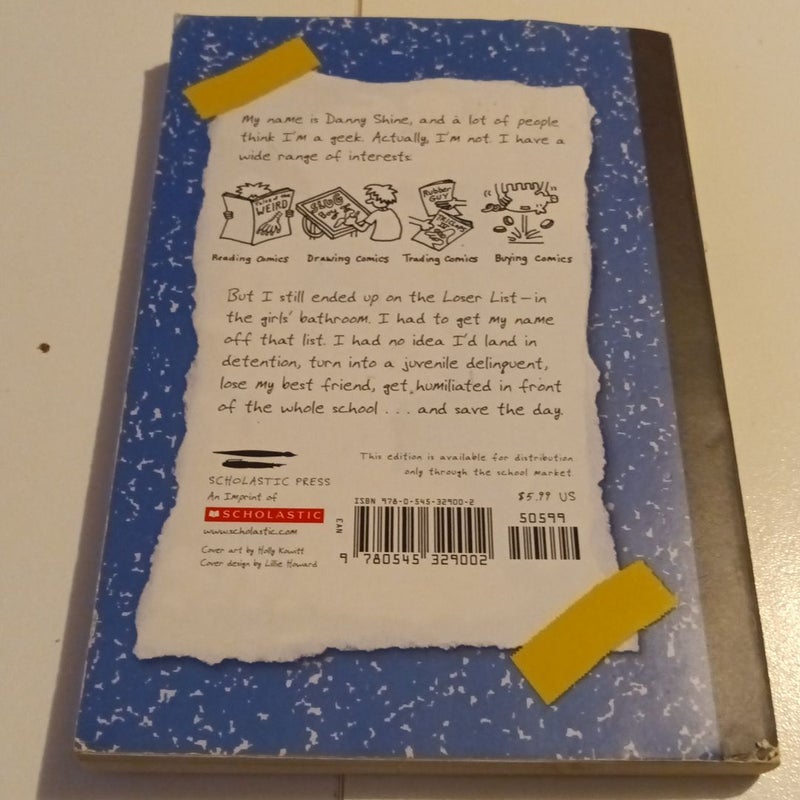 My name is Danny Shine, and a lot of people
think I'm a geek. Actually, I'm not. I have a
wide range of interests:
TALES of the WEIRD
SLUG Boy
Rubber GUY
Reading Comics Drawing Comics Trading Comics Buying Comics
But I still ended up on the Loser List—in
the girls' bathroom. I had to get my name
off that list. I had no idea I'd land in
detention, turn into a juvenile delinquent,
lose my best friend, get humiliated in front
of the whole school . . . and save the day.
This edition is available for distribution
only through the school market
SCHOLASTIC PRESS
An Imprint of
SCHOLASTIC
www.scholastic.com
Cover art by Holly Kowitt
Cover design by Lillie Howard
ISBN 978-0-545-32900-2
$5.99 US
EAN
50599
9 780545 329002